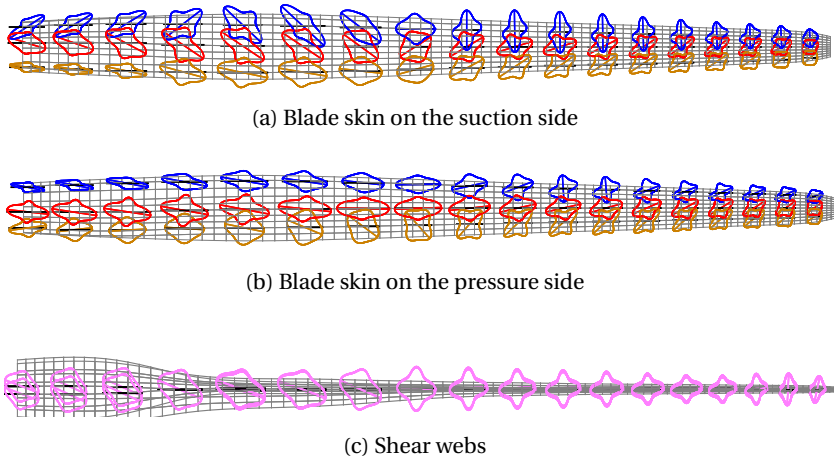 (a) Blade skin on the suction side
(b) Blade skin on the pressure side
(c) Shear webs